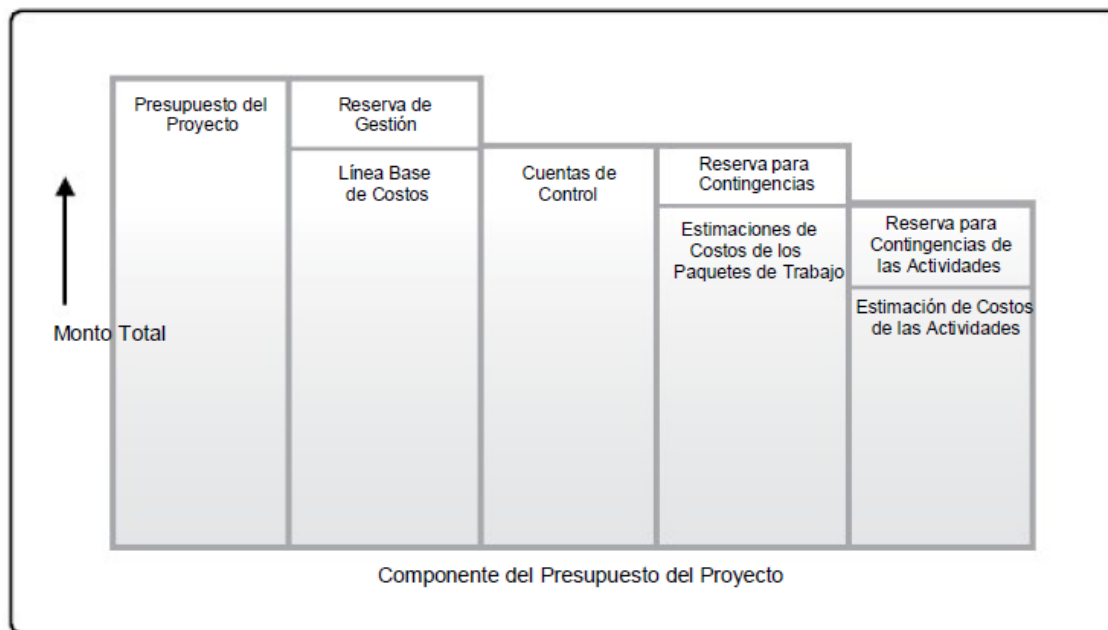 Presupuesto del
Proyecto
Reserva de
Gestión
Línea Base
de Costos
Cuentas de
Control
Reserva para
Contingencias
Estimaciones de
Costos de los
Paquetes de Trabajo
Reserva para
Contingencias de
las Actividades
Estimación de Costos
de las Actividades
Monto Total
Componente del Presupuesto del Proyecto